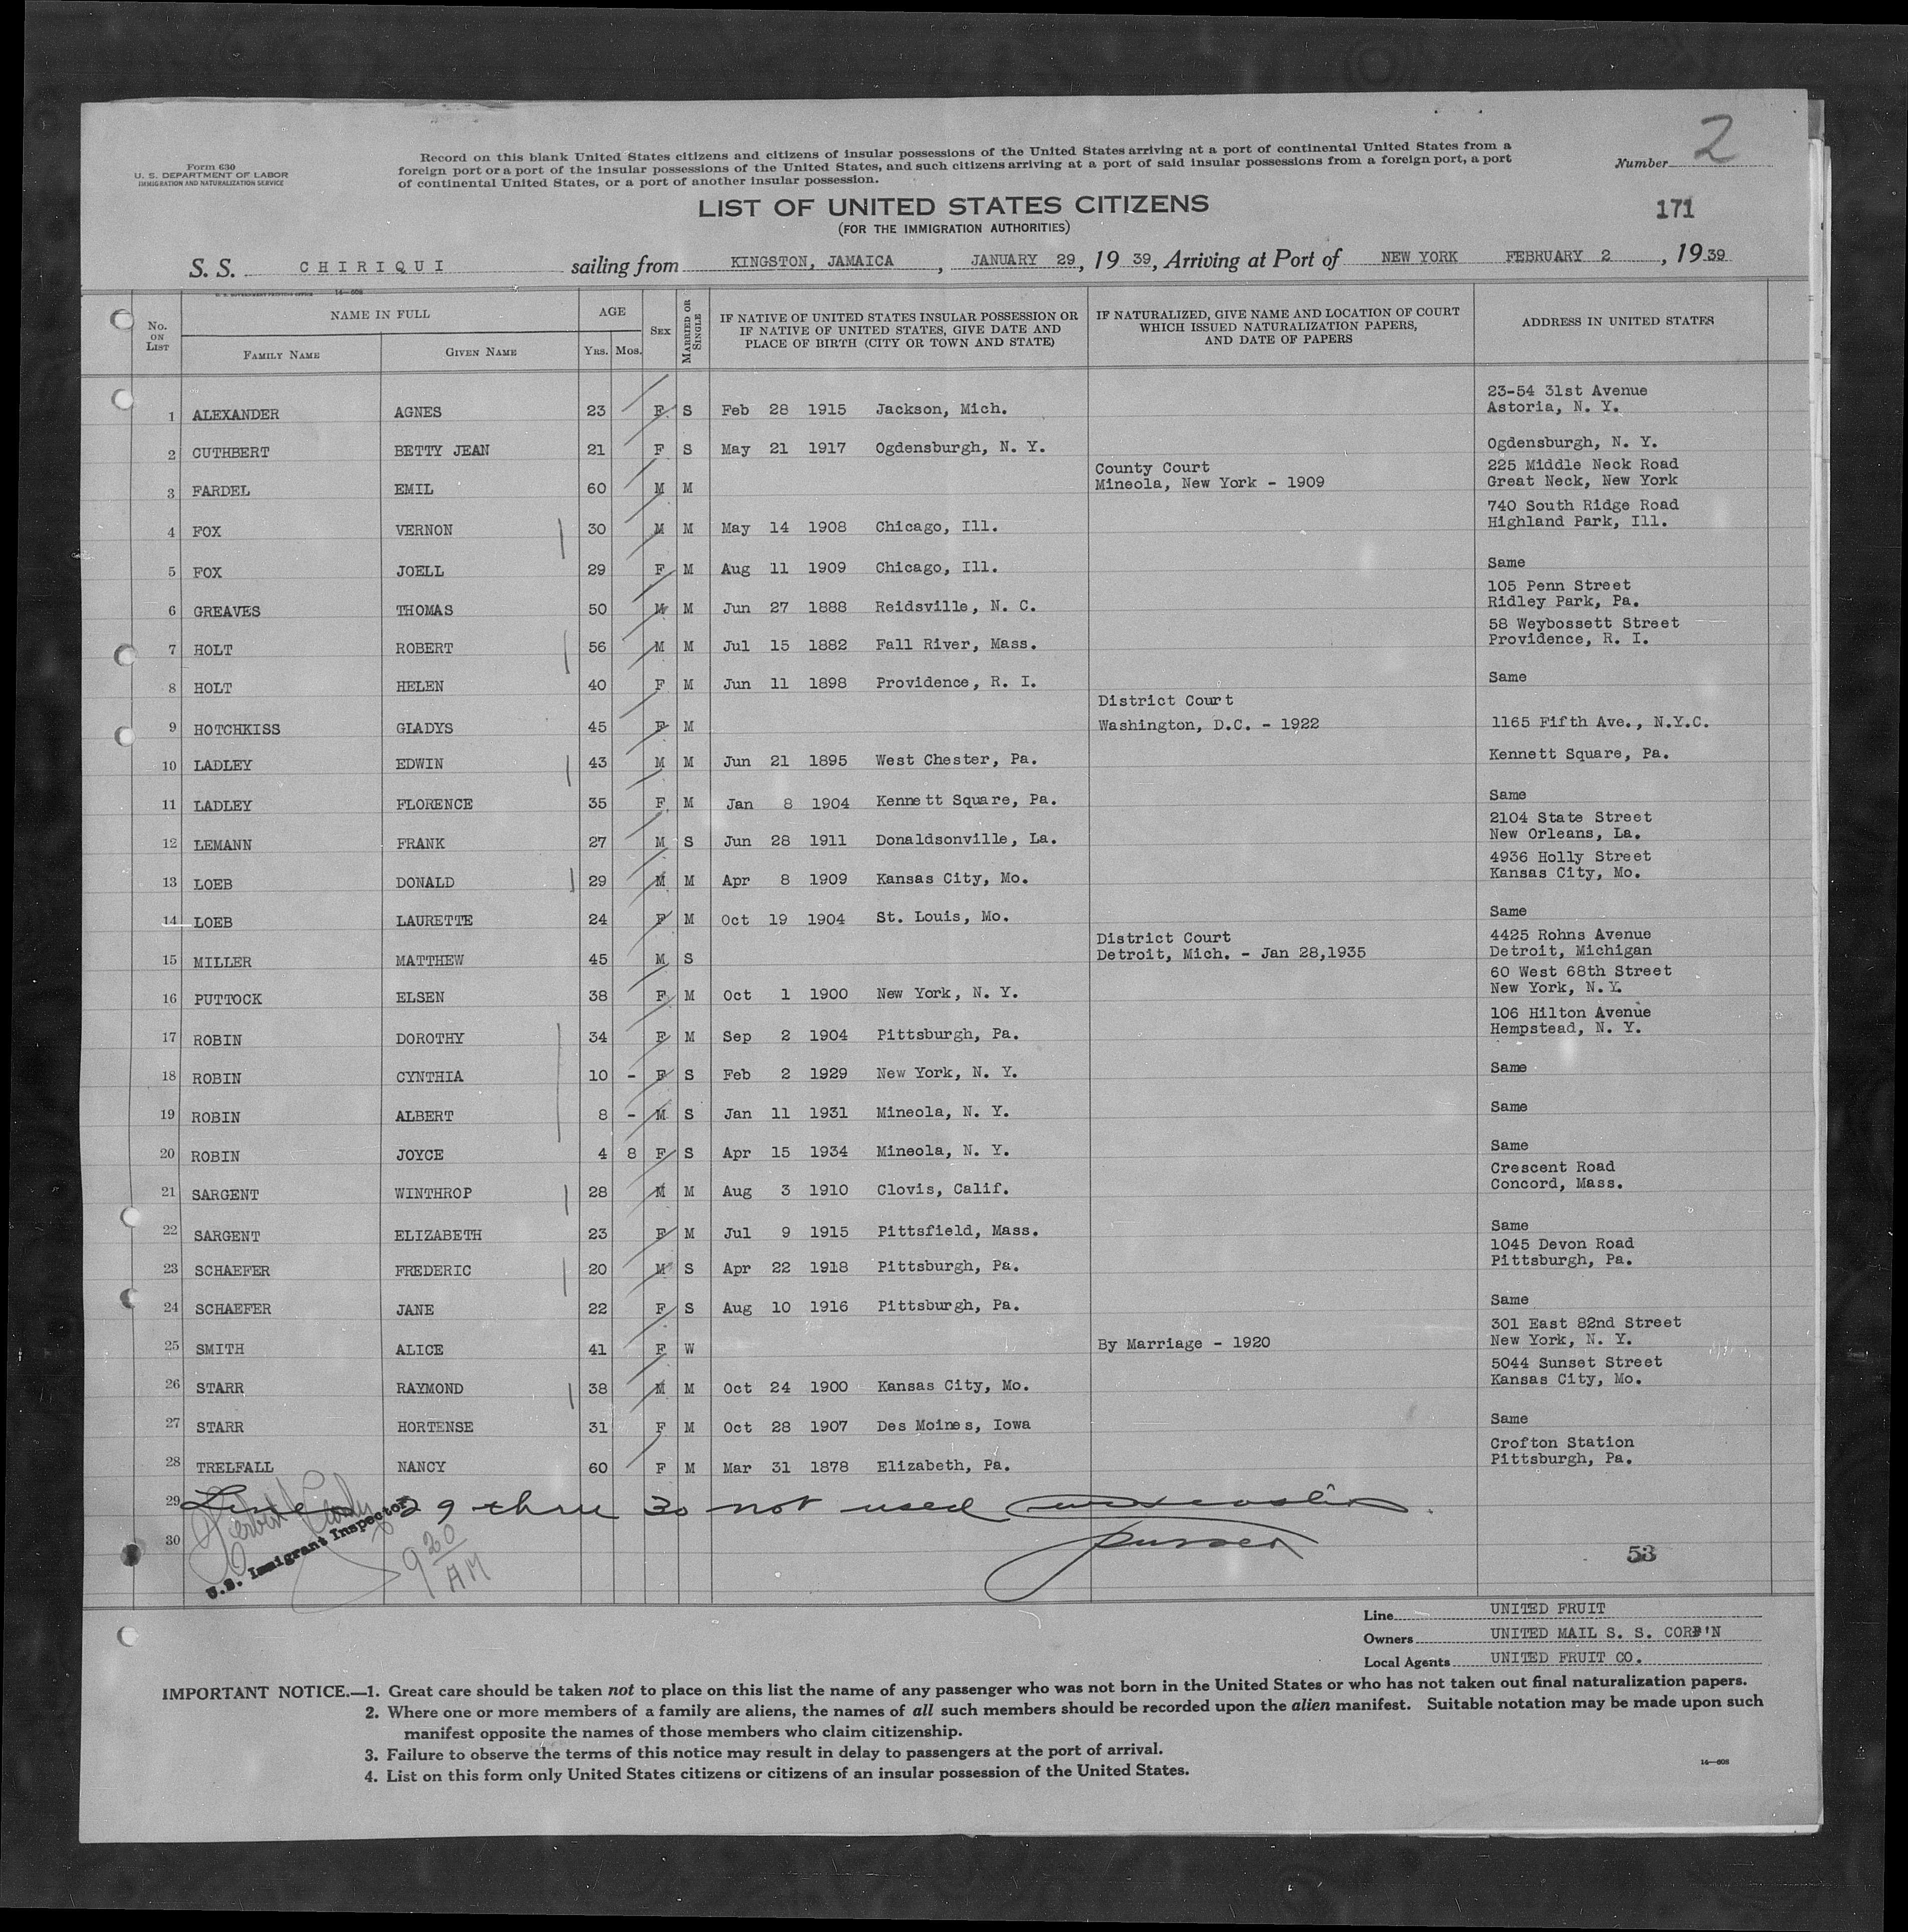 Form 630
U. S. DEPARTMENT OF LABOR
IMMIGRATION AND NATURALIZATION SERVICE
Record on this blank United States citizens and citizens of insular possessions of the United States arriving at a port of continental United States from a
foreign port or a port of the insular possessions of the United States, and such citizens arriving at a port of said insular possessions from a foreign port, a port
of continental United States, or a port of another insular possession.
Number 2
LIST OF UNITED STATES CITIZENS
(FOR THE IMMIGRATION AUTHORITIES)
171
S. S. CHIRIQUI sailing from KINGSTON, JAMAICA, JANUARY 29, 19 39, Arriving at Port of NEW YORK FEBRUARY 2, 19 39
U. S. GOVERNMENT PRINTING OFFICE 14—608
No. ON LIST
NAME IN FULL
FAMILY NAME
GIVEN NAME
AGE
YRS. MOS.
SEX
MARRIED OR SINGLE
IF NATIVE OF UNITED STATES INSULAR POSSESSION OR
IF NATIVE OF UNITED STATES, GIVE DATE AND
PLACE OF BIRTH (CITY OR TOWN AND STATE)
IF NATURALIZED, GIVE NAME AND LOCATION OF COURT
WHICH ISSUED NATURALIZATION PAPERS,
AND DATE OF PAPERS
ADDRESS IN UNITED STATES
23-54 31st Avenue
1 ALEXANDER AGNES 23 F S Feb 28 1915 Jackson, Mich. Astoria, N. Y.
2 CUTHBERT BETTY JEAN 21 F S May 21 1917 Ogdensburgh, N. Y. Ogdensburgh, N. Y.
County Court 225 Middle Neck Road
3 FARDEL EMIL 60 M M Mineola, New York - 1909 Great Neck, New York
740 South Ridge Road
4 FOX VERNON 30 M M May 14 1908 Chicago, Ill. Highland Park, Ill.
5 FOX JOELL 29 F M Aug 11 1909 Chicago, Ill. Same
105 Penn Street
6 GREAVES THOMAS 50 M M Jun 27 1888 Reidsville, N. C. Ridley Park, Pa.
58 Weybossett Street
7 HOLT ROBERT 56 M M Jul 15 1882 Fall River, Mass. Providence, R. I.
8 HOLT HELEN 40 F M Jun 11 1898 Providence, R. I. Same
District Court
9 HOTCHKISS GLADYS 45 F M Washington, D.C. - 1922 1165 Fifth Ave., N.Y.C.
10 LADLEY EDWIN 43 M M Jun 21 1895 West Chester, Pa. Kennett Square, Pa.
11 LADLEY FLORENCE 35 F M Jan 8 1904 Kennett Square, Pa. Same
2104 State Street
12 LEMANN FRANK 27 M S Jun 28 1911 Donaldsonville, La. New Orleans, La.
4936 Holly Street
13 LOEB DONALD 29 M M Apr 8 1909 Kansas City, Mo. Kansas City, Mo.
14 LOEB LAURETTE 24 F M Oct 19 1904 St. Louis, Mo. Same
District Court 4425 Rohns Avenue
15 MILLER MATTHEW 45 M S Detroit, Mich. - Jan 28,1935 Detroit, Michigan
60 West 68th Street
16 PUTTOCK ELSEN 38 F M Oct 1 1900 New York, N. Y. New York, N.Y.
106 Hilton Avenue
17 ROBIN DOROTHY 34 F M Sep 2 1904 Pittsburgh, Pa. Hempstead, N. Y.
18 ROBIN CYNTHIA 10 - F S Feb 2 1929 New York, N. Y. Same
19 ROBIN ALBERT 8 - M S Jan 11 1931 Mineola, N. Y. Same
20 ROBIN JOYCE 4 8 F S Apr 15 1934 Mineola, N. Y. Same
Crescent Road
21 SARGENT WINTHROP 28 M M Aug 3 1910 Clovis, Calif. Concord, Mass.
22 SARGENT ELIZABETH 23 F M Jul 9 1915 Pittsfield, Mass. Same
1045 Devon Road
23 SCHAEFER FREDERIC 20 M S Apr 22 1918 Pittsburgh, Pa. Pittsburgh, Pa.
24 SCHAEFER JANE 22 F S Aug 10 1916 Pittsburgh, Pa. Same
301 East 82nd Street
25 SMITH ALICE 41 F W By Marriage - 1920 New York, N. Y.
5044 Sunset Street
26 STARR RAYMOND 38 M M Oct 24 1900 Kansas City, Mo. Kansas City, Mo.
27 STARR HORTENSE 31 F M Oct 28 1907 Des Moines, Iowa Same
Crofton Station
28 TRELFALL NANCY 60 F M Mar 31 1878 Elizabeth, Pa. Pittsburgh, Pa.
29 Lines 29 thru 30 not used
30 purser
U.S. Immigrant Inspector
9 20 AM
53
Line UNITED FRUIT
Owners UNITED MAIL S. S. CORP'N
Local Agents UNITED FRUIT CO.
IMPORTANT NOTICE.—1. Great care should be taken not to place on this list the name of any passenger who was not born in the United States or who has not taken out final naturalization papers.
2. Where one or more members of a family are aliens, the names of all such members should be recorded upon the alien manifest. Suitable notation may be made upon such
manifest opposite the names of those members who claim citizenship.
3. Failure to observe the terms of this notice may result in delay to passengers at the port of arrival.
4. List on this form only United States citizens or citizens of an insular possession of the United States.
14—608